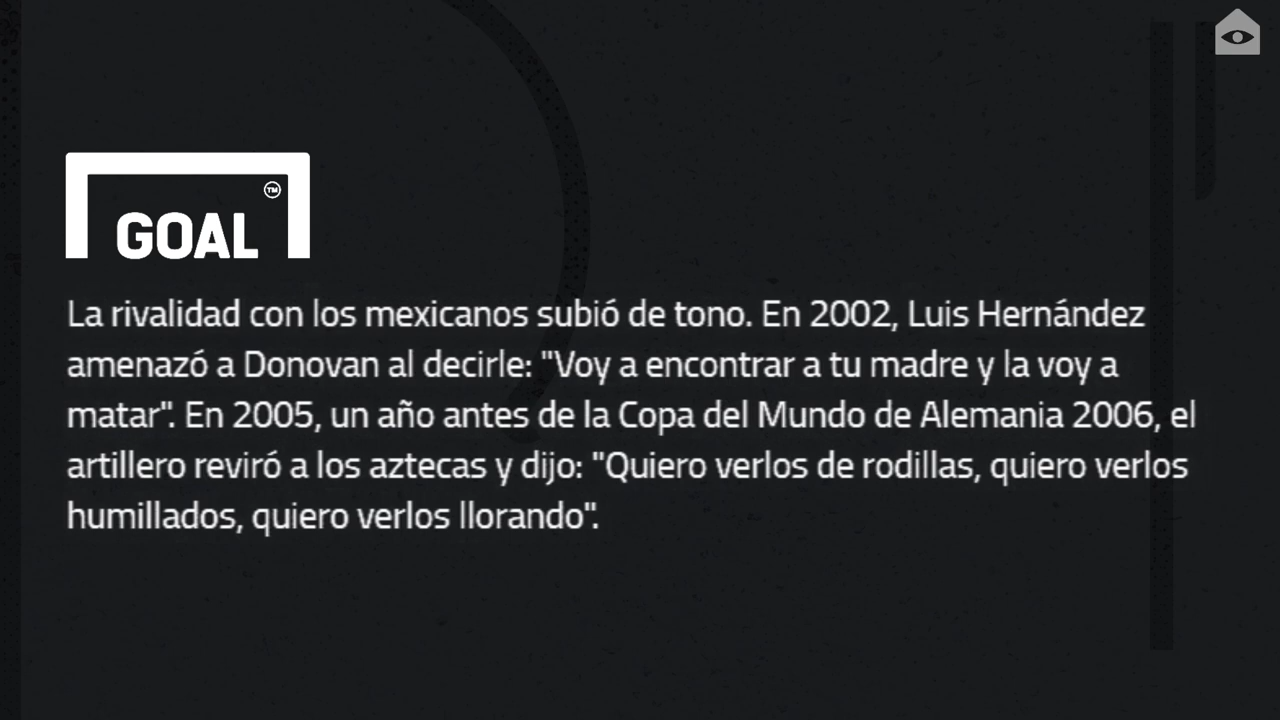 GOAL TM
La rivalidad con los mexicanos subió de tono. En 2002, Luis Hernández
amenazó a Donovan al decirle: "Voy a encontrar a tu madre y la voy a
matar". En 2005, un año antes de la Copa del Mundo de Alemania 2006, el
artillero reviró a los aztecas y dijo: "Quiero verlos de rodillas, quiero verlos
humillados, quiero verlos llorando".